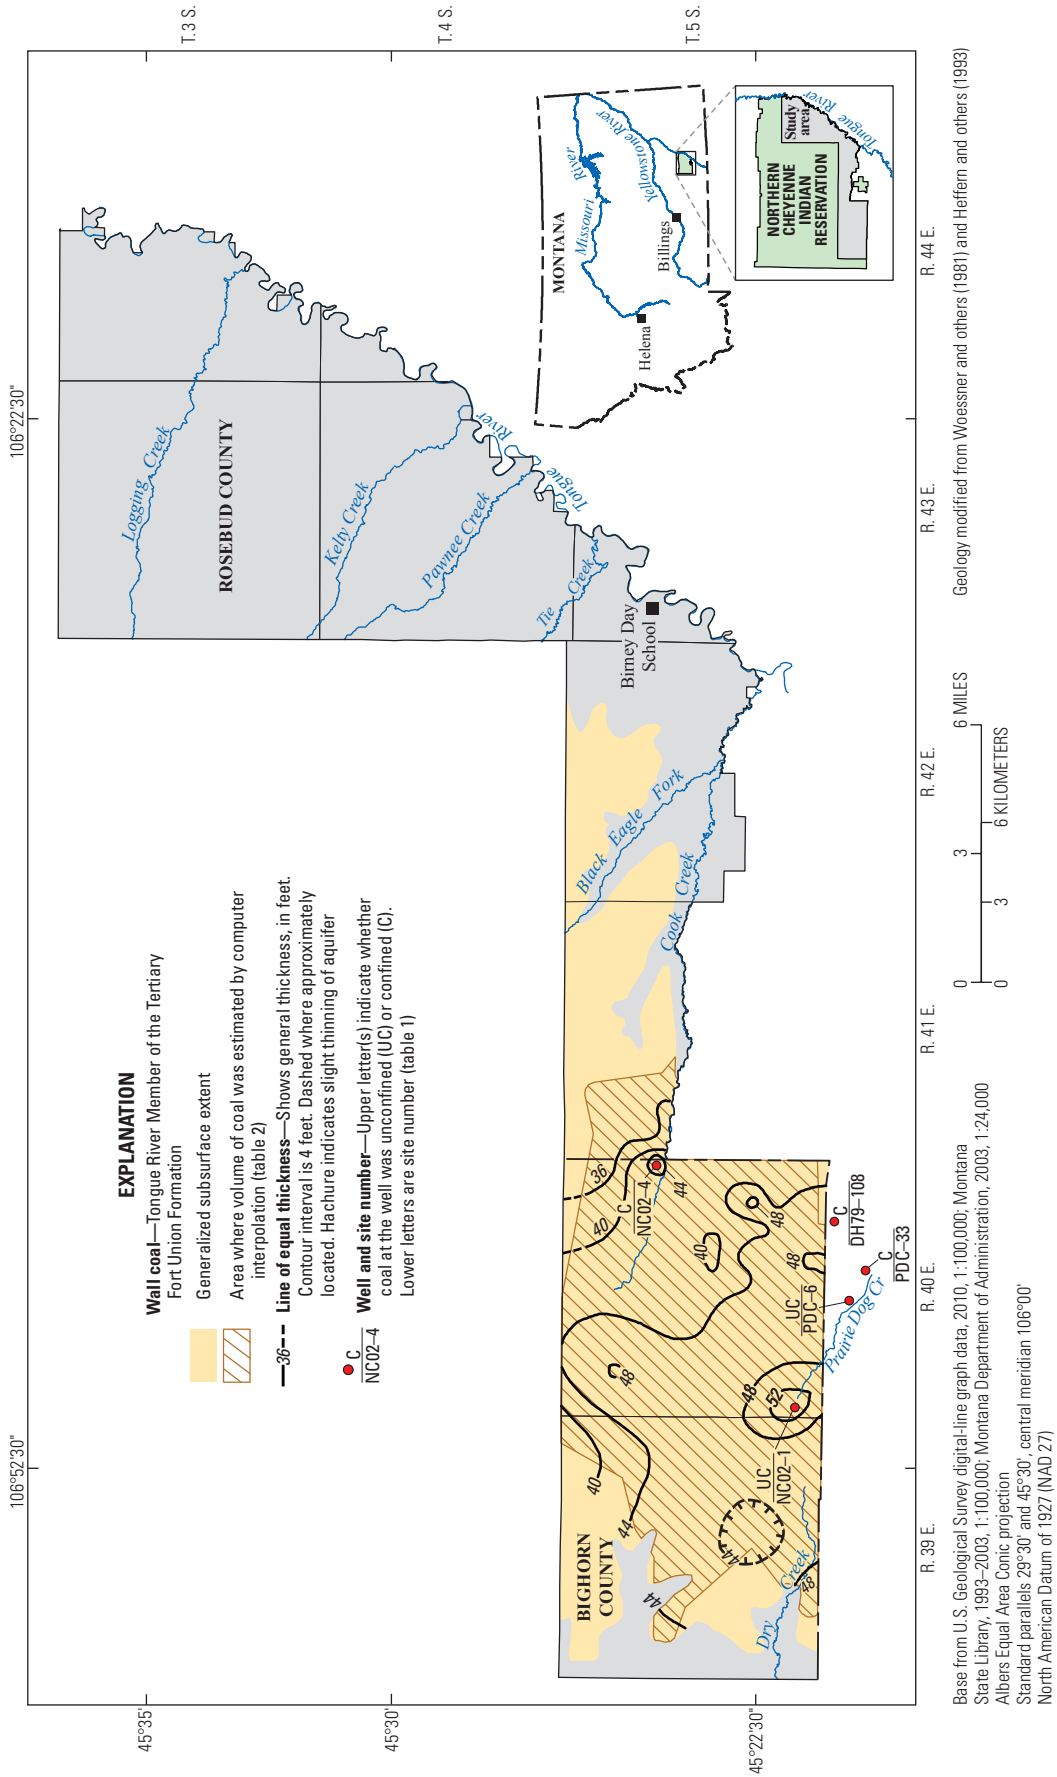 EXPLANATION
Wall coal—Tongue River Member of the Tertiary
Fort Union Formation
Generalized subsurface extent
Area where volume of coal was estimated by computer
interpolation (table 2)
36 Line of equal thickness—Shows general thickness, in feet.
Contour interval is 4 feet. Dashed where approximately
located. Hachure indicates slight thinning of aquifer
C
NC02–4
Well and site number—Upper letter(s) indicate whether
coal at the well was unconfined (UC) or confined (C).
Lower letters are site number (table 1)
106°52'30"
106°22'30"
45°35'
45°30'
45°22'30"
T. 3 S.
T. 4 S.
T. 5 S.
R. 39 E.
R. 40 E.
R. 41 E.
R. 42 E.
R. 43 E.
R. 44 E.
BIGHORN
COUNTY
ROSEBUD COUNTY
Logging Creek
Kelty Creek
Pawnee Creek
Tie Creek
Tongue River
Birney Day
School
Black Eagle Fork
Cook Creek
Prairie Dog Cr
Dry Creek
36
40
44
40
48
48
48
40
44
44
44
48
48
52
C
NC02–4
UC
NC02–1
UC
PDC–6
C
PDC–33
C
DH79–108
MONTANA
Missouri River
Yellowstone River
Billings
Helena
NORTHERN
CHEYENNE
INDIAN
RESERVATION
Study
area
Tongue River
0 3 6 MILES
0 3 6 KILOMETERS
Base from U.S. Geological Survey digital-line graph data, 2010, 1:100,000; Montana
State Library, 1993–2003, 1:100,000; Montana Department of Administration, 2003, 1:24,000
Albers Equal Area Conic projection
Standard parallels 29°30' and 45°30', central meridian 106°00'
North American Datum of 1927 (NAD 27)
Geology modified from Woessner and others (1981) and Heffern and others (1993)